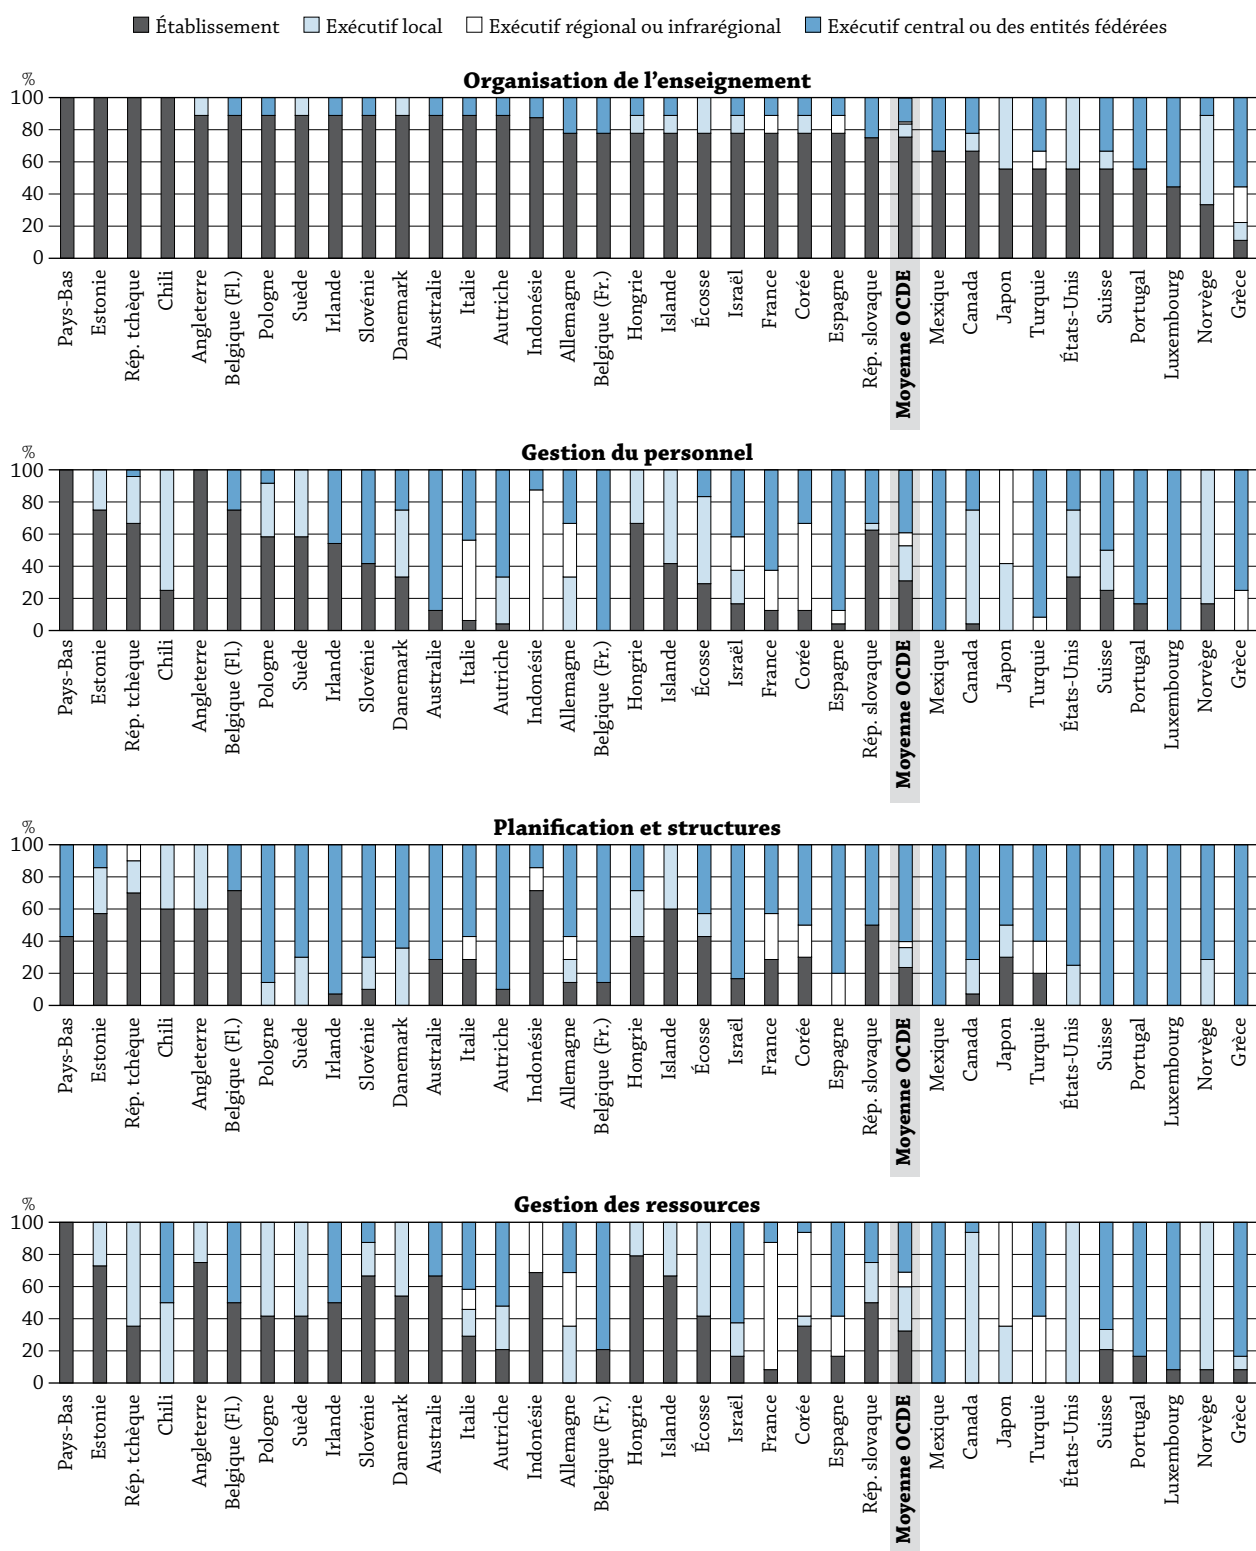 Établissement Exécutif local Exécutif régional ou infrarégional Exécutif central ou des entités fédérées
%
Organisation de l'enseignement
100
80
60
40
20
0
Pays-Bas
Estonie
Rép. tchèque
Chili
Angleterre
Belgique (Fl.)
Pologne
Suède
Irlande
Slovénie
Danemark
Australie
Italie
Autriche
Indonésie
Allemagne
Belgique (Fr.)
Hongrie
Islande
Écosse
Israël
France
Corée
Espagne
Rép. slovaque
Moyenne OCDE
Mexique
Canada
Japon
Turquie
États-Unis
Suisse
Portugal
Luxembourg
Norvège
Grèce
%
Gestion du personnel
100
80
60
40
20
0
Pays-Bas
Estonie
Rép. tchèque
Chili
Angleterre
Belgique (Fl.)
Pologne
Suède
Irlande
Slovénie
Danemark
Australie
Italie
Autriche
Indonésie
Allemagne
Belgique (Fr.)
Hongrie
Islande
Écosse
Israël
France
Corée
Espagne
Rép. slovaque
Moyenne OCDE
Mexique
Canada
Japon
Turquie
États-Unis
Suisse
Portugal
Luxembourg
Norvège
Grèce
%
Planification et structures
100
80
60
40
20
0
Pays-Bas
Estonie
Rép. tchèque
Chili
Angleterre
Belgique (Fl.)
Pologne
Suède
Irlande
Slovénie
Danemark
Australie
Italie
Autriche
Indonésie
Allemagne
Belgique (Fr.)
Hongrie
Islande
Écosse
Israël
France
Corée
Espagne
Rép. slovaque
Moyenne OCDE
Mexique
Canada
Japon
Turquie
États-Unis
Suisse
Portugal
Luxembourg
Norvège
Grèce
%
Gestion des ressources
100
80
60
40
20
0
Pays-Bas
Estonie
Rép. tchèque
Chili
Angleterre
Belgique (Fl.)
Pologne
Suède
Irlande
Slovénie
Danemark
Australie
Italie
Autriche
Indonésie
Allemagne
Belgique (Fr.)
Hongrie
Islande
Écosse
Israël
France
Corée
Espagne
Rép. slovaque
Moyenne OCDE
Mexique
Canada
Japon
Turquie
États-Unis
Suisse
Portugal
Luxembourg
Norvège
Grèce